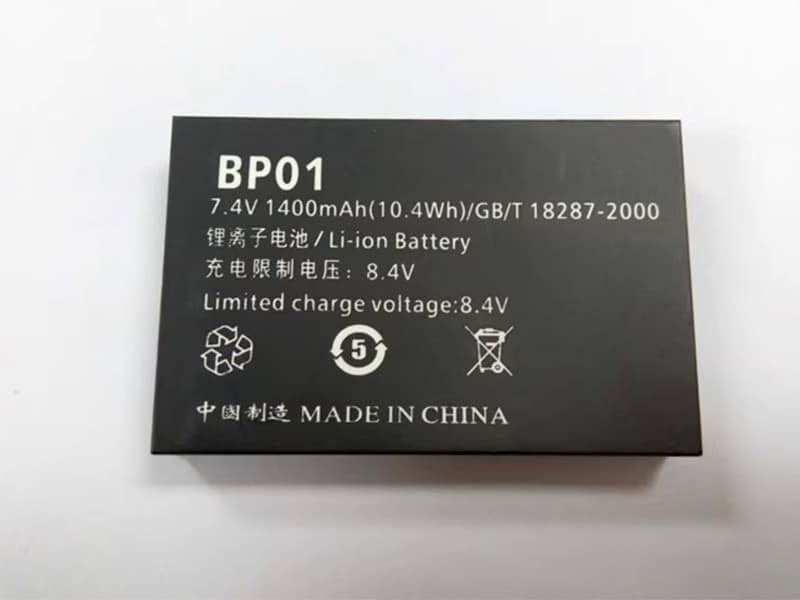 BP01
7.4V 1400mAh(10.4Wh)/GB/T 18287-2000
锂离子电池/Li-ion Battery
充电限制电压：8.4V
Limited charge voltage:8.4V
5
中国制造 MADE IN CHINA